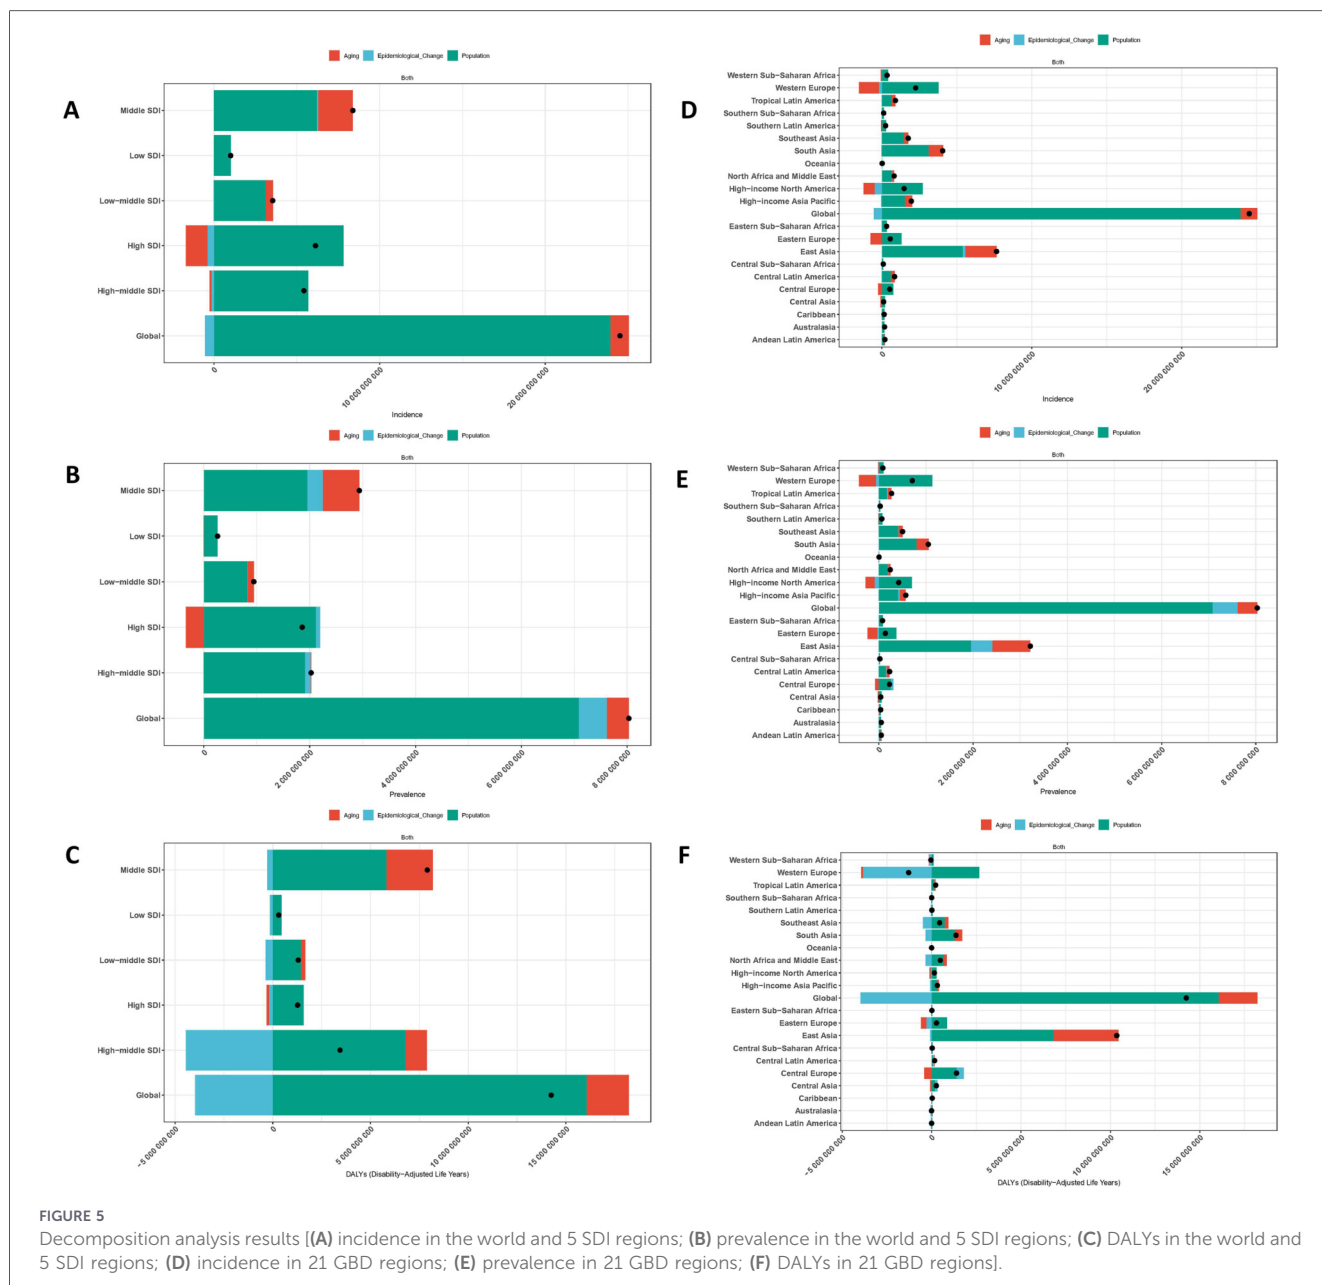 Aging Epidemiological_Change Population
Both
A
Middle SDI
Low SDI
Low-middle SDI
High SDI
High-middle SDI
Global
0
10 000 000 000
20 000 000 000
Incidence
Aging Epidemiological_Change Population
Both
B
Middle SDI
Low SDI
Low-middle SDI
High SDI
High-middle SDI
Global
0
2 000 000 000
4 000 000 000
6 000 000 000
8 000 000 000
Prevalence
Aging Epidemiological_Change Population
Both
C
Middle SDI
Low SDI
Low-middle SDI
High SDI
High-middle SDI
Global
-5 000 000 000
0
5 000 000 000
10 000 000 000
15 000 000 000
DALYs (Disability-Adjusted Life Years)
Aging Epidemiological_Change Population
Both
D
Western Sub-Saharan Africa
Western Europe
Tropical Latin America
Southern Sub-Saharan Africa
Southern Latin America
Southeast Asia
South Asia
Oceania
North Africa and Middle East
High-income North America
High-income Asia Pacific
Global
Eastern Sub-Saharan Africa
Eastern Europe
East Asia
Central Sub-Saharan Africa
Central Latin America
Central Europe
Central Asia
Caribbean
Australasia
Andean Latin America
0
10 000 000 000
20 000 000 000
Incidence
Aging Epidemiological_Change Population
Both
E
Western Sub-Saharan Africa
Western Europe
Tropical Latin America
Southern Sub-Saharan Africa
Southern Latin America
Southeast Asia
South Asia
Oceania
North Africa and Middle East
High-income North America
High-income Asia Pacific
Global
Eastern Sub-Saharan Africa
Eastern Europe
East Asia
Central Sub-Saharan Africa
Central Latin America
Central Europe
Central Asia
Caribbean
Australasia
Andean Latin America
0
2 000 000 000
4 000 000 000
6 000 000 000
8 000 000 000
Prevalence
Aging Epidemiological_Change Population
Both
F
Western Sub-Saharan Africa
Western Europe
Tropical Latin America
Southern Sub-Saharan Africa
Southern Latin America
Southeast Asia
South Asia
Oceania
North Africa and Middle East
High-income North America
High-income Asia Pacific
Global
Eastern Sub-Saharan Africa
Eastern Europe
East Asia
Central Sub-Saharan Africa
Central Latin America
Central Europe
Central Asia
Caribbean
Australasia
Andean Latin America
-5 000 000 000
0
5 000 000 000
10 000 000 000
15 000 000 000
DALYs (Disability-Adjusted Life Years)
FIGURE 5
Decomposition analysis results [(A) incidence in the world and 5 SDI regions; (B) prevalence in the world and 5 SDI regions; (C) DALYs in the world and
5 SDI regions; (D) incidence in 21 GBD regions; (E) prevalence in 21 GBD regions; (F) DALYs in 21 GBD regions].